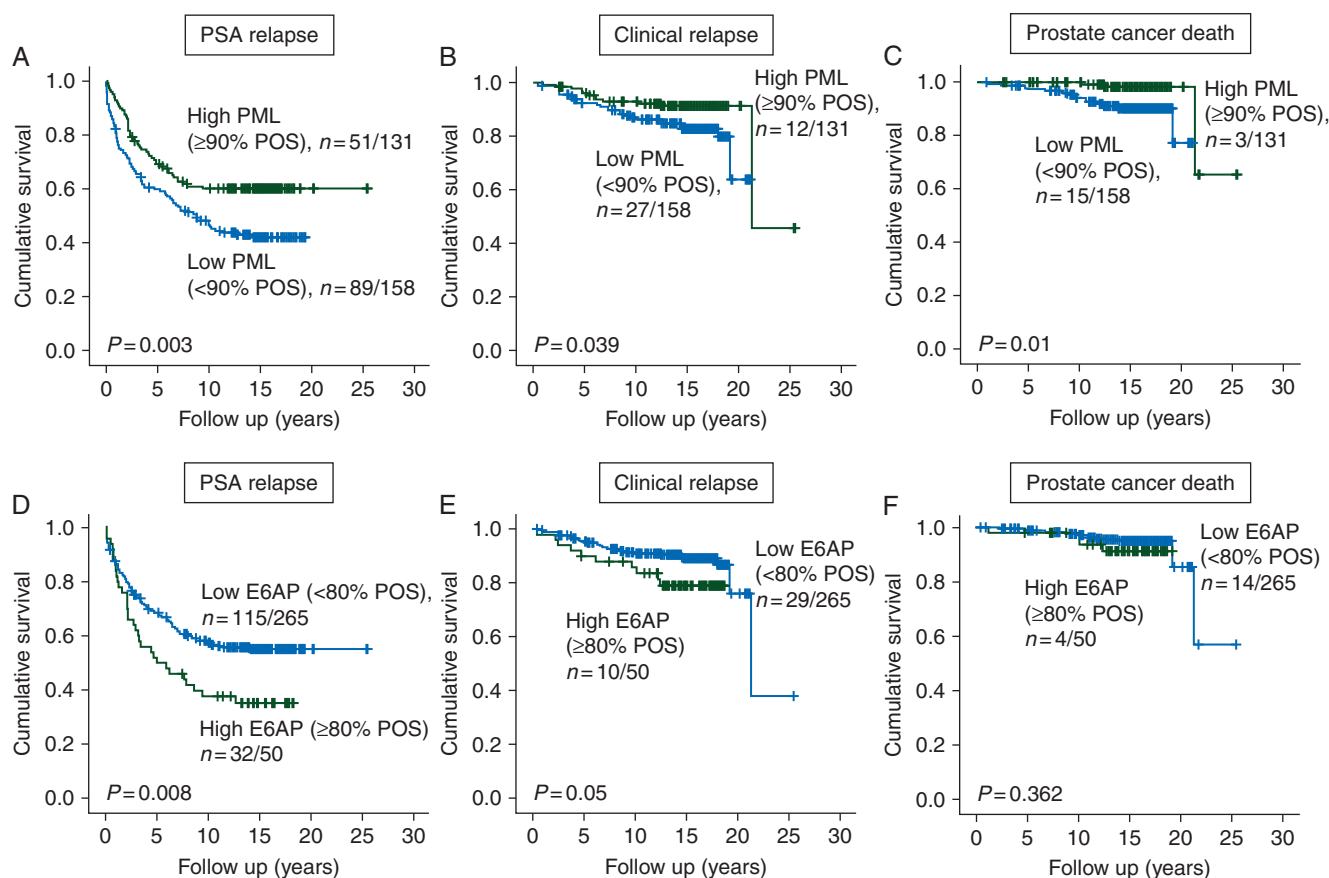 A
PSA relapse
Cumulative survival
1.0
0.8
0.6
0.4
0.2
0.0
High PML
(≥90% POS), n=51/131
Low PML
(<90% POS), n=89/158
P=0.003
0 5 10 15 20 25 30
Follow up (years)
B
Clinical relapse
Cumulative survival
1.0
0.8
0.6
0.4
0.2
0.0
High PML
(≥90% POS),
n=12/131
Low PML
(<90% POS),
n=27/158
P=0.039
0 5 10 15 20 25 30
Follow up (years)
C
Prostate cancer death
Cumulative survival
1.0
0.8
0.6
0.4
0.2
0.0
High PML
(≥90% POS),
n=3/131
Low PML
(<90% POS),
n=15/158
P=0.01
0 5 10 15 20 25 30
Follow up (years)
D
PSA relapse
Cumulative survival
1.0
0.8
0.6
0.4
0.2
0.0
Low E6AP (<80% POS),
n=115/265
High E6AP (≥80% POS)
n=32/50
P=0.008
0 5 10 15 20 25 30
Follow up (years)
E
Clinical relapse
Cumulative survival
1.0
0.8
0.6
0.4
0.2
0.0
Low E6AP
(<80% POS)
n=29/265
High E6AP
(≥80% POS)
n=10/50
P=0.05
0 5 10 15 20 25 30
Follow up (years)
F
Prostate cancer death
Cumulative survival
1.0
0.8
0.6
0.4
0.2
0.0
Low E6AP
(<80% POS)
n=14/265
High E6AP
(≥80% POS)
n=4/50
P=0.362
0 5 10 15 20 25 30
Follow up (years)